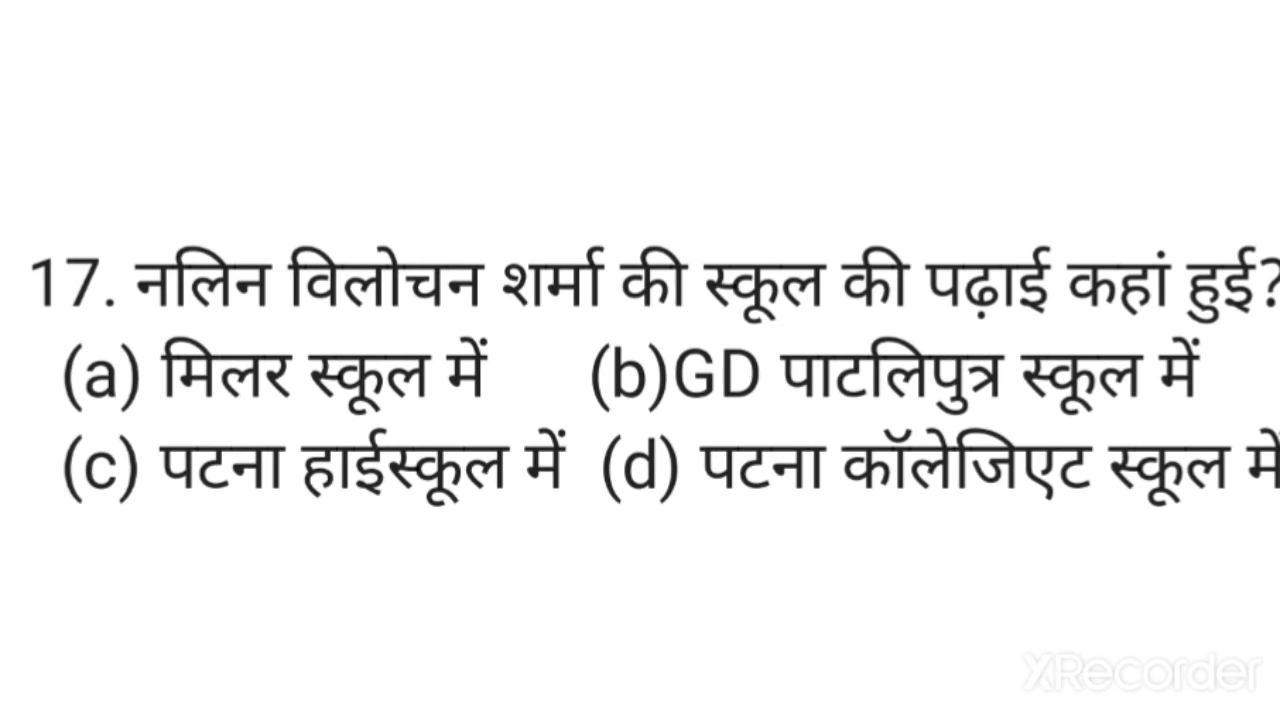 17. नलिन विलोचन शर्मा की स्कूल की पढ़ाई कहां हुई?
(a) मिलर स्कूल में (b)GD पाटलिपुत्र स्कूल में
(c) पटना हाईस्कूल में (d) पटना कॉलेजिएट स्कूल में
XRecorder